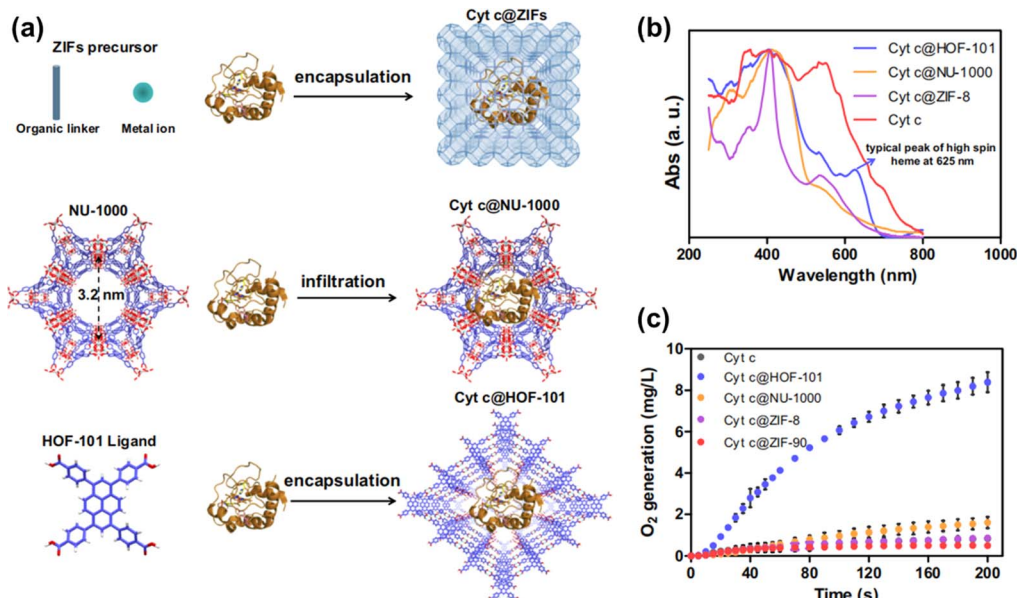 (a)
ZIFs precursor
Organic linker
Metal ion
encapsulation
Cyt c@ZIFs
NU-1000
3.2 nm
infiltration
Cyt c@NU-1000
HOF-101 Ligand
encapsulation
Cyt c@HOF-101
(b)
Cyt c@HOF-101
Cyt c@NU-1000
Cyt c@ZIF-8
Cyt c
typical peak of high spin
heme at 625 nm
Abs (a. u.)
200 400 600 800 1000
Wavelength (nm)
(c)
Cyt c
Cyt c@HOF-101
Cyt c@NU-1000
Cyt c@ZIF-8
Cyt c@ZIF-90
O₂ generation (mg/L)
10
8
6
4
2
0
0 40 80 120 160 200
Time (s)